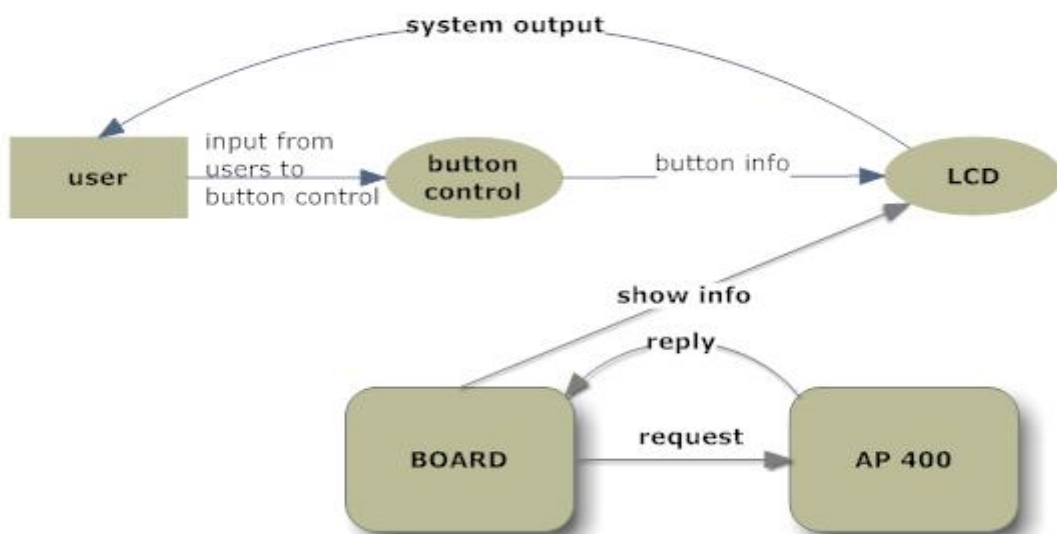 system output
user
input from
users to
button control
button
control
button info
LCD
show info
reply
BOARD
request
AP 400